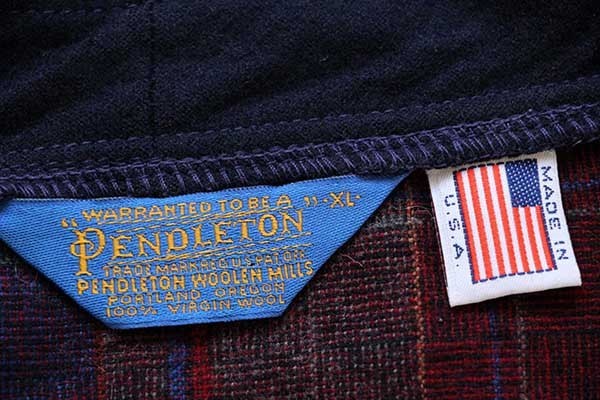 "WARRANTED TO BE A" -XL-
PENDLETON
TRADE MARK REG U.S. PAT. OFF.
PENDLETON WOOLEN MILLS
PORTLAND, OREGON
100% VIRGIN WOOL
MADE IN
U.S.A.